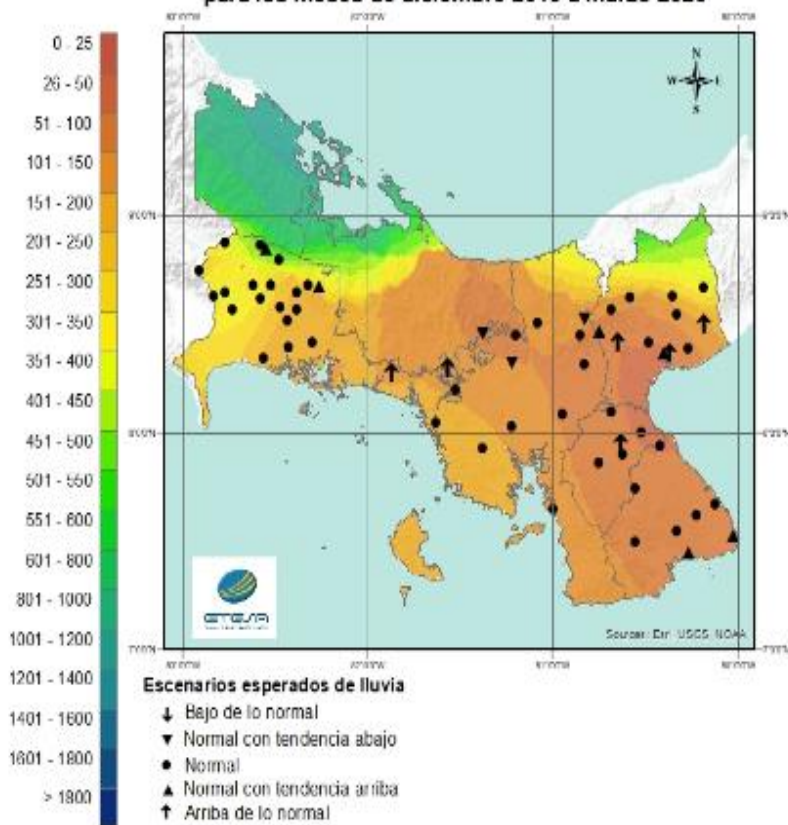 para los meses de diciembre 2019 a marzo 2020
0 - 25
26 - 50
51 - 100
101 - 150
151 - 200
201 - 250
251 - 300
301 - 350
351 - 400
401 - 450
451 - 500
501 - 550
551 - 600
601 - 800
801 - 1000
1001 - 1200
1201 - 1400
1401 - 1600
1601 - 1800
> 1800
N
W
E
S
ETESA
Sources: Esri, USGS, NOAA
Escenarios esperados de lluvia
Bajo de lo normal
Normal con tendencia abajo
Normal
Normal con tendencia arriba
Arriba de lo normal